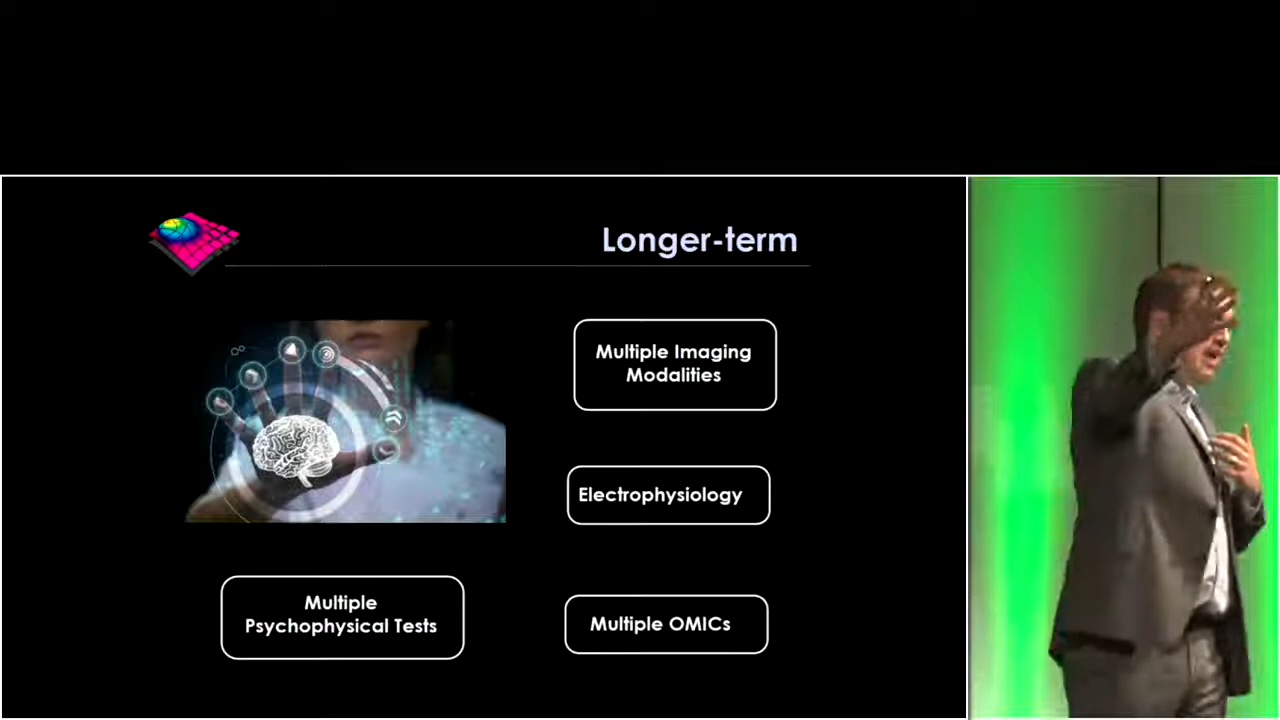 Longer-term
Multiple Imaging
Modalities
Electrophysiology
Multiple
Psychophysical Tests
Multiple OMICs